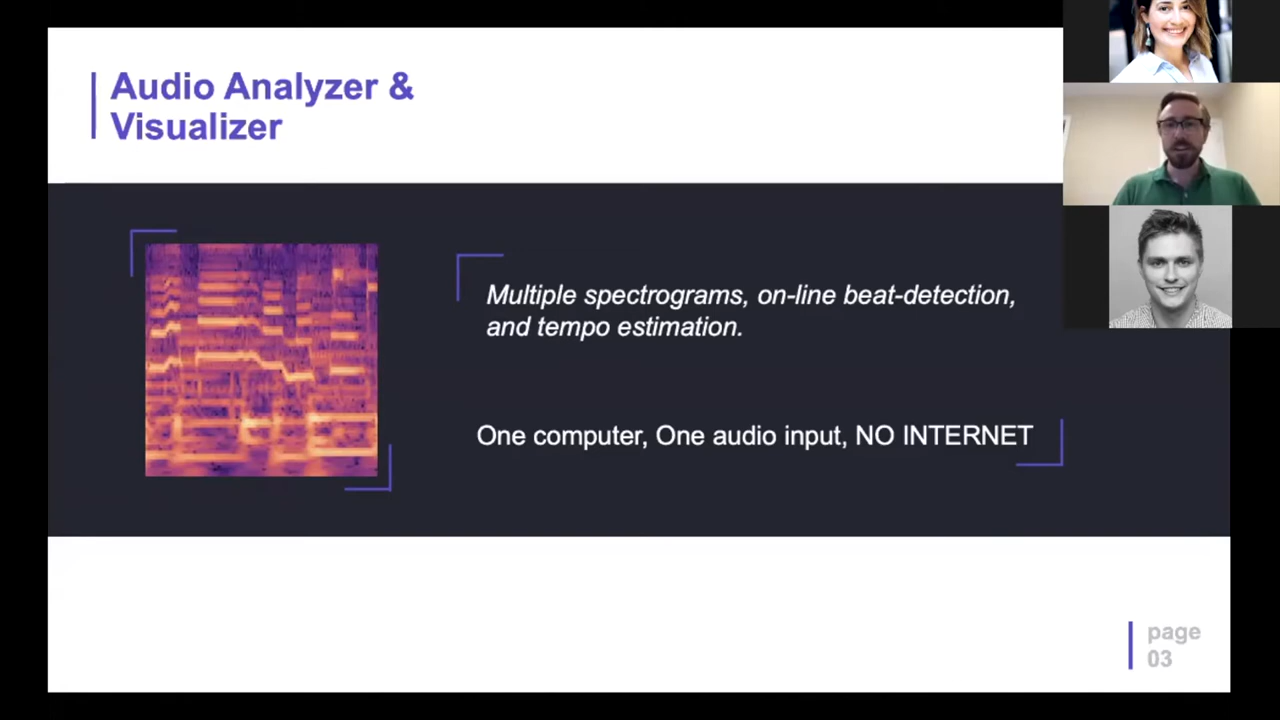 Audio Analyzer &
Visualizer
Multiple spectrograms, on-line beat-detection,
and tempo estimation.
One computer, One audio input, NO INTERNET
page
03